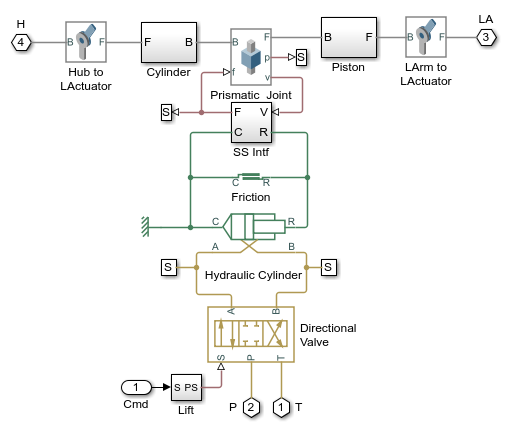 H
LA
4
B
F
F
B
B
F
P
v
f
S
B
F
B
F
3
Hub to
LActuator
Cylinder
Prismatic Joint
Piston
LArm to
LActuator
S
F
V
C
R
SS Intf
C
R
Friction
C
R
A
B
S
Hydraulic Cylinder
S
A
B
Directional
Valve
S
P
T
1
S PS
Cmd
Lift
P
2
1
T